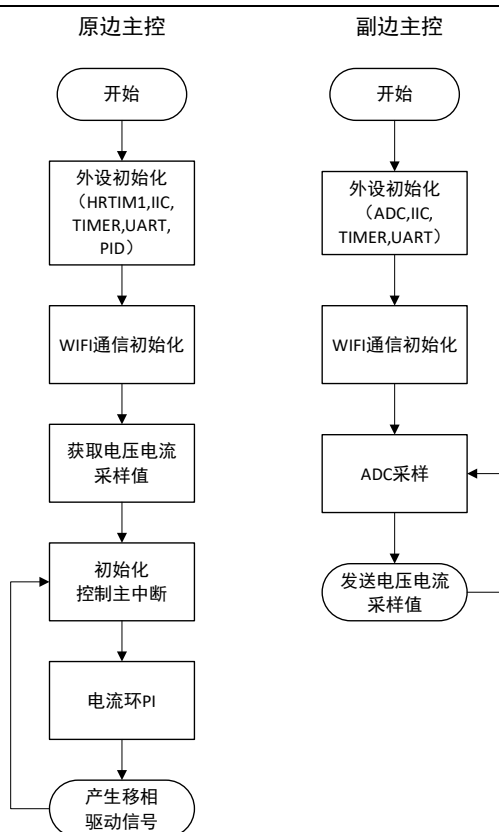 原边主控
开始
外设初始化
（HRTIM1,IIC,
TIMER,UART,
PID）
WIFI通信初始化
获取电压电流
采样值
初始化
控制主中断
电流环PI
产生移相
驱动信号
副边主控
开始
外设初始化
（ADC,IIC,
TIMER,UART）
WIFI通信初始化
ADC采样
发送电压电流
采样值